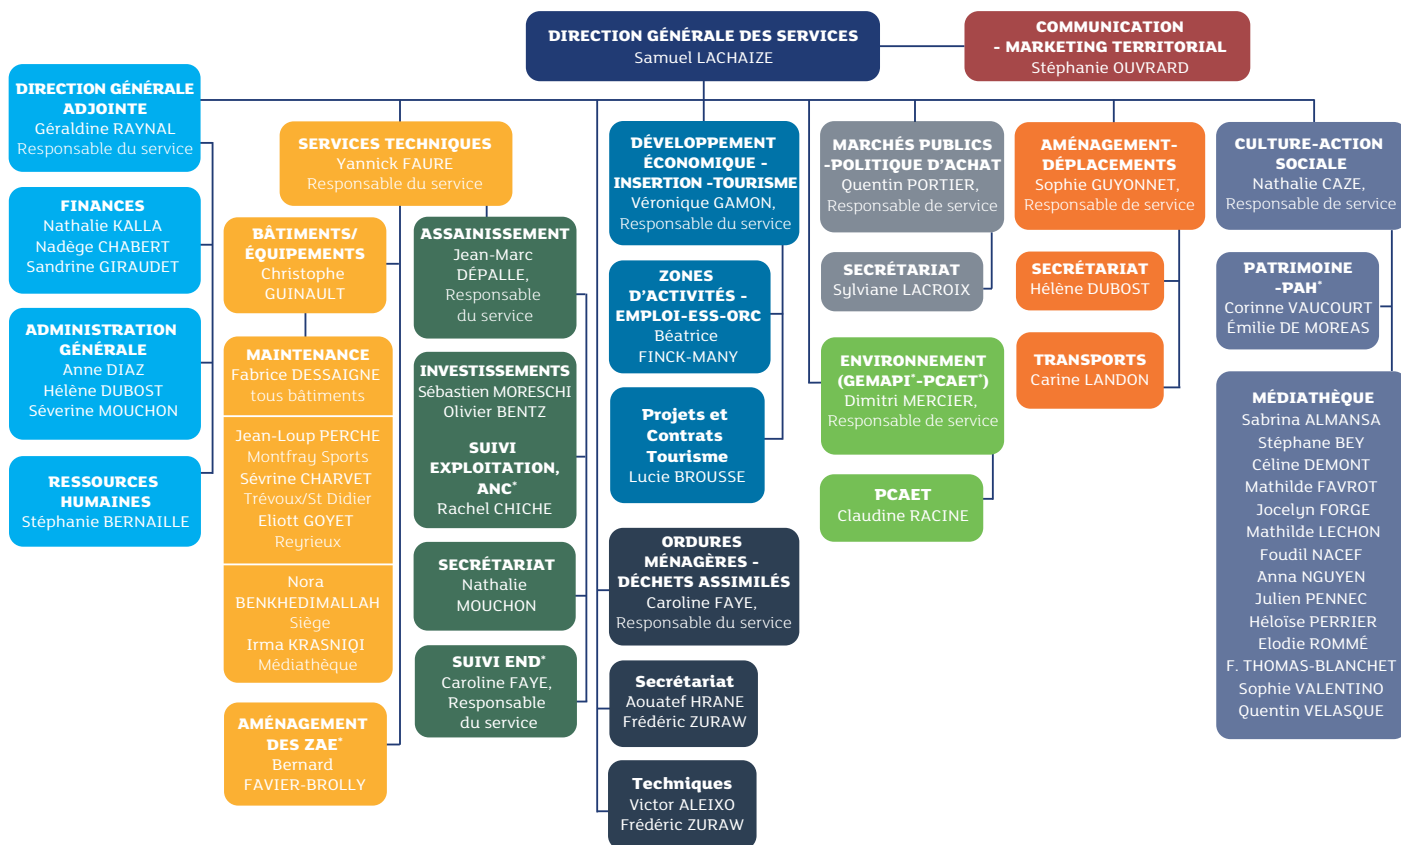 DIRECTION GÉNÉRALE DES SERVICES
Samuel LACHAIZE
COMMUNICATION
- MARKETING TERRITORIAL
Stéphanie OUVRARD
DIRECTION GÉNÉRALE
ADJOINTE
Géraldine RAYNAL
Responsable du service
FINANCES
Nathalie KALLA
Nadège CHABERT
Sandrine GIRAUDET
ADMINISTRATION
GÉNÉRALE
Anne DIAZ
Hélène DUBOST
Séverine MOUCHON
RESSOURCES
HUMAINES
Stéphanie BERNAILLE
SERVICES TECHNIQUES
Yannick FAURE
Responsable du service
BÂTIMENTS/
ÉQUIPEMENTS
Christophe
GUINAULT
MAINTENANCE
Fabrice DESSAIGNE
tous bâtiments
Jean-Loup PERCHE
Montfray Sports
Sévrine CHARVET
Trévoux/St Didier
Eliott GOYET
Reyrieux
Nora
BENKHEDIMALLAH
Siège
Irma KRASNIQI
Médiathèque
AMÉNAGEMENT
DES ZAE*
Bernard
FAVIER-BROLLY
ASSAINISSEMENT
Jean-Marc
DÉPALLE,
Responsable
du service
INVESTISSEMENTS
Sébastien MORESCHI
Olivier BENTZ
SUIVI
EXPLOITATION,
ANC*
Rachel CHICHE
SECRÉTARIAT
Nathalie
MOUCHON
SUIVI END*
Caroline FAYE,
Responsable
du service
DÉVELOPPEMENT
ÉCONOMIQUE -
INSERTION -TOURISME
Véronique GAMON,
Responsable du service
ZONES
D'ACTIVITÉS -
EMPLOI-ESS-ORC
Béatrice
FINCK-MANY
Projets et
Contrats
Tourisme
Lucie BROUSSE
ORDURES
MÉNAGÈRES -
DÉCHETS ASSIMILÉS
Caroline FAYE,
Responsable du service
Secrétariat
Aouatef HRANE
Frédéric ZURAW
Techniques
Victor ALEIXO
Frédéric ZURAW
MARCHÉS PUBLICS
-POLITIQUE D'ACHAT
Quentin PORTIER,
Responsable de service
SECRÉTARIAT
Sylviane LACROIX
ENVIRONNEMENT
(GEMAPI*-PCAET*)
Dimitri MERCIER,
Responsable de service
PCAET
Claudine RACINE
AMÉNAGEMENT-
DÉPLACEMENTS
Sophie GUYONNET,
Responsable de service
SECRÉTARIAT
Hélène DUBOST
TRANSPORTS
Carine LANDON
CULTURE-ACTION
SOCIALE
Nathalie CAZE,
Responsable de service
PATRIMOINE
-PAH*
Corinne VAUCOURT
Émilie DE MOREAS
MÉDIATHÈQUE
Sabrina ALMANSA
Stéphane BEY
Céline DEMONT
Mathilde FAVROT
Jocelyn FORGE
Mathilde LECHON
Foudil NACEF
Anna NGUYEN
Julien PENNEC
Héloïse PERRIER
Elodie ROMMÉ
F. THOMAS-BLANCHET
Sophie VALENTINO
Quentin VELASQUE